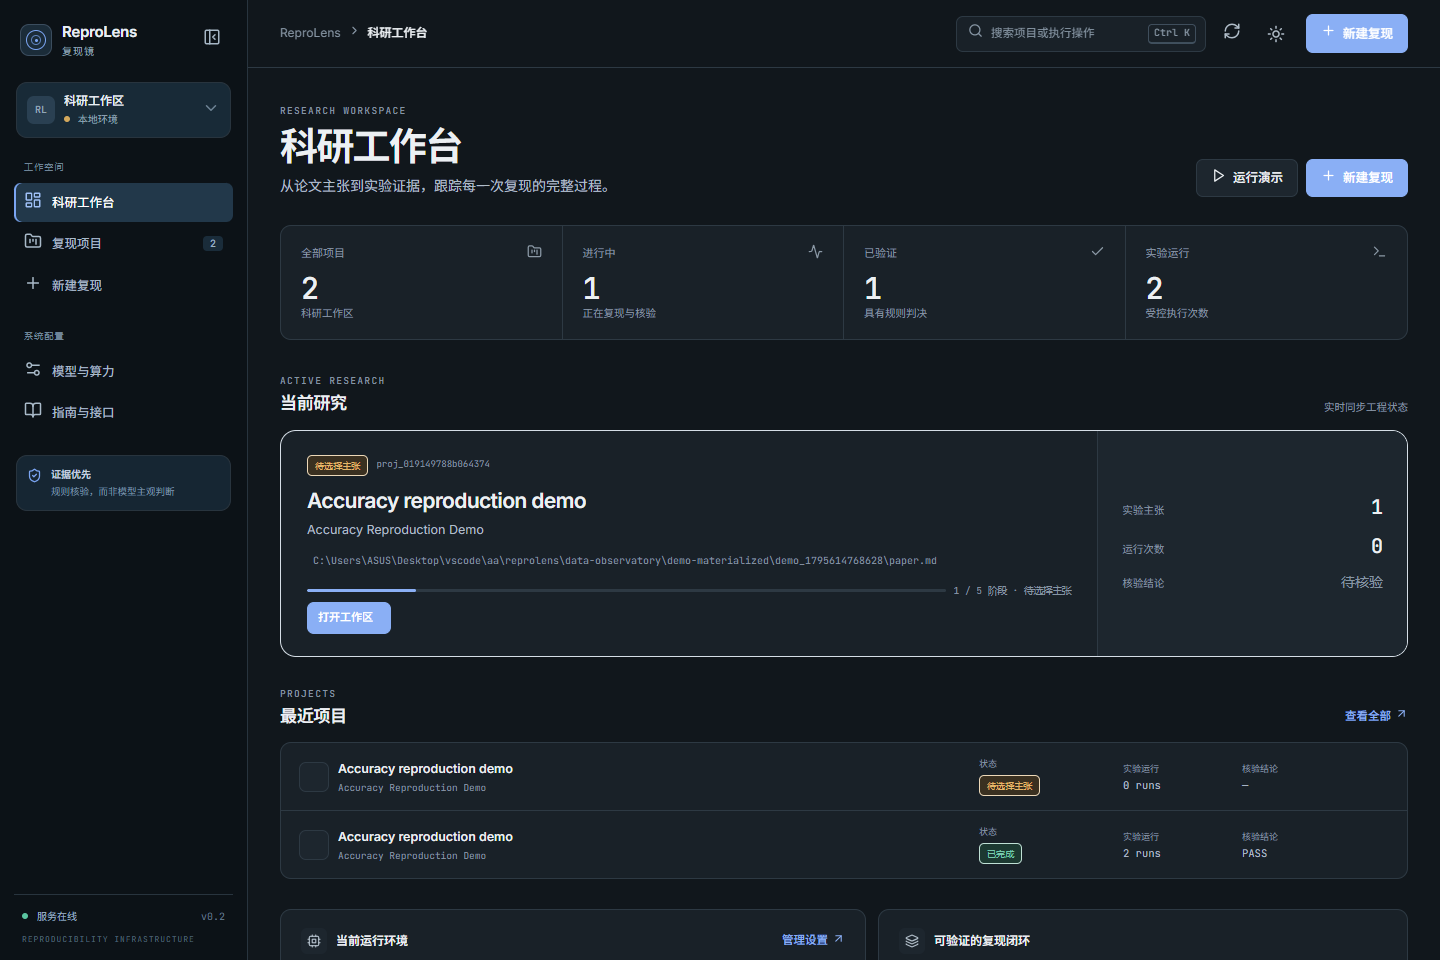 ReproLens
复现镜
RL
科研工作区
本地环境
工作空间
科研工作台
复现项目
2
新建复现
系统配置
模型与算力
指南与接口
证据优先
规则核验，而非模型主观判断
服务在线
v0.2
REPRODUCIBILITY INFRASTRUCTURE
ReproLens
科研工作台
搜索项目或执行操作
Ctrl K
新建复现
RESEARCH WORKSPACE
科研工作台
从论文主张到实验证据，跟踪每一次复现的完整过程。
运行演示
新建复现
全部项目
2
科研工作区
进行中
1
正在复现与核验
已验证
1
具有规则判决
实验运行
2
受控执行次数
ACTIVE RESEARCH
当前研究
实时同步工程状态
待选择主张
proj_019149788b064374
Accuracy reproduction demo
Accuracy Reproduction Demo
C:\Users\ASUS\Desktop\vscode\aa\reprolens\data-observatory\demo-materialized\demo_1795614768628\paper.md
1 / 5 阶段 · 待选择主张
打开工作区
实验主张
1
运行次数
0
核验结论
待核验
PROJECTS
最近项目
查看全部
Accuracy reproduction demo
Accuracy Reproduction Demo
状态
待选择主张
实验运行
0 runs
核验结论
—
Accuracy reproduction demo
Accuracy Reproduction Demo
状态
已完成
实验运行
2 runs
核验结论
PASS
当前运行环境
管理设置
可验证的复现闭环